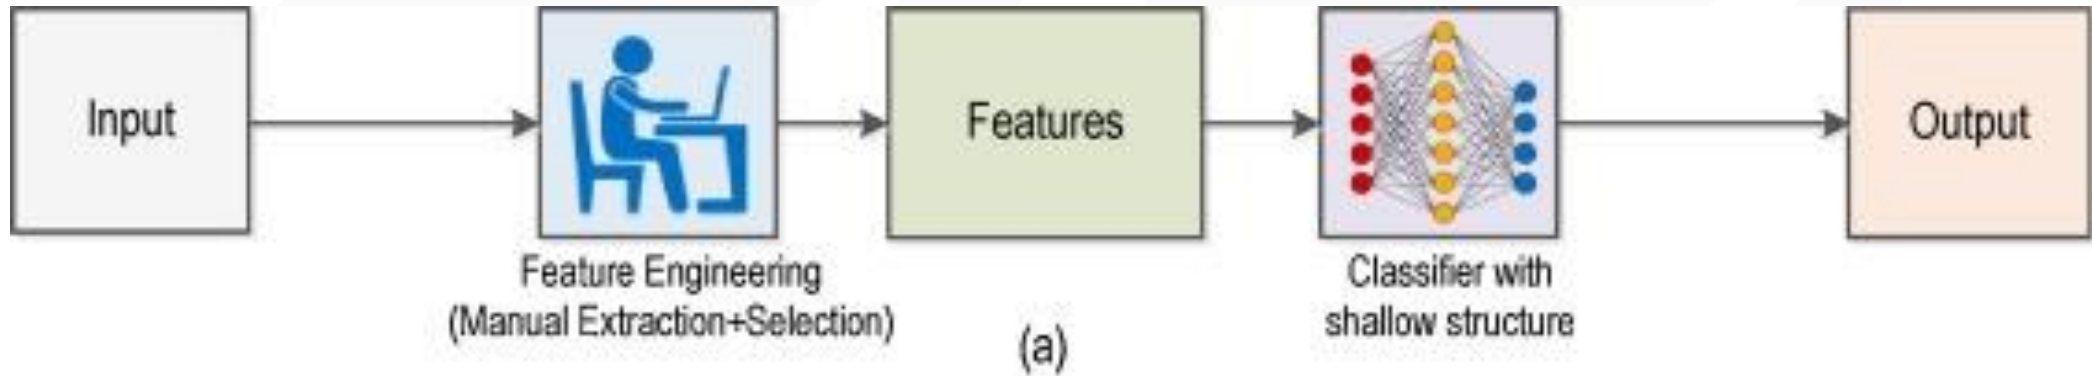 Input
Features
Output
Feature Engineering
(Manual Extraction+Selection)
Classifier with
shallow structure
(a)